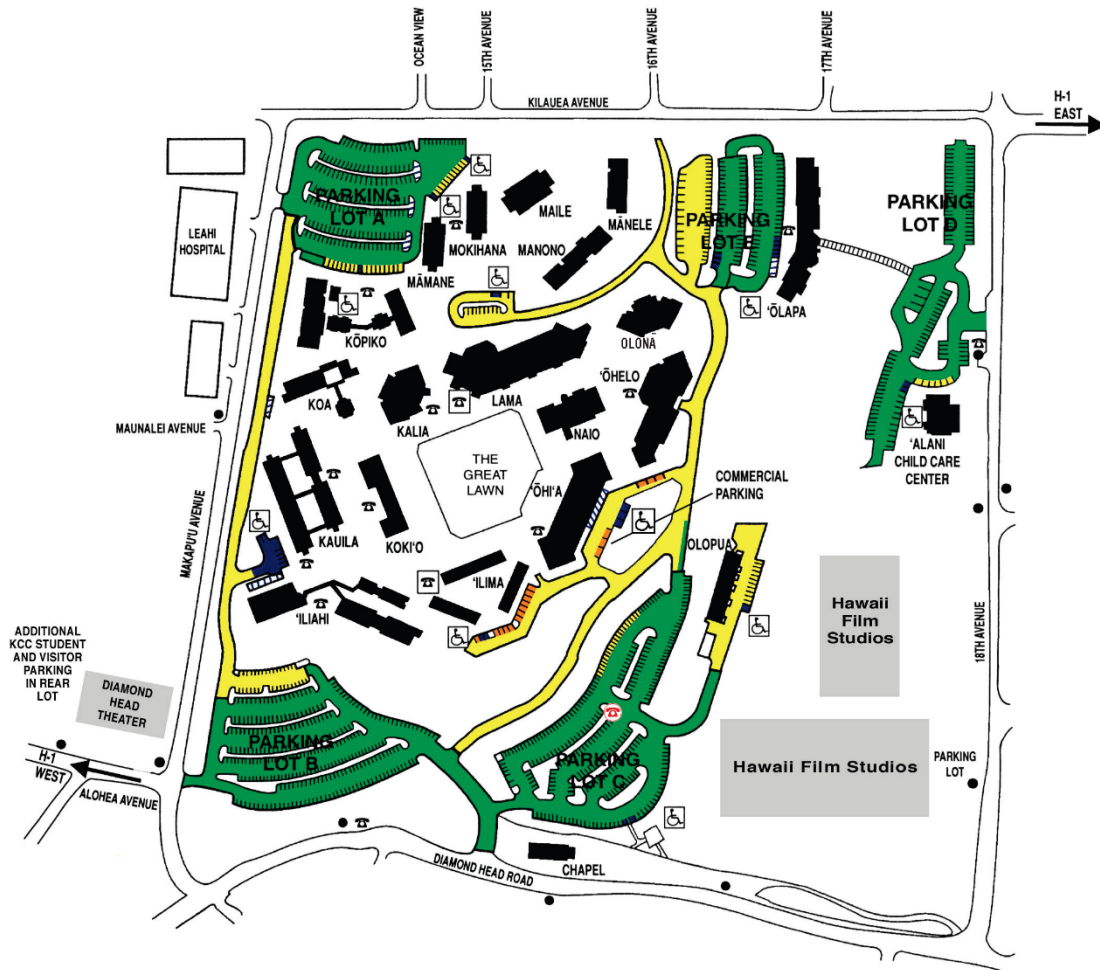 OCEAN VIEW
15TH AVENUE
16TH AVENUE
17TH AVENUE
KILAUEA AVENUE
H-1
EAST
LEAHI
HOSPITAL
PARKING
LOT A
MOKIHANA
MĀMANE
MAILE
MANONO
MĀNELE
PARKING
LOT E
ʻŌLAPA
PARKING
LOT D
KŌPIKO
OLONĀ
KOA
KALIA
LAMA
ʻŌHELO
NAIO
MAUNALEI AVENUE
MAKAPUʻU AVENUE
THE
GREAT
LAWN
ʻŌHIʻA
COMMERCIAL
PARKING
ʻALANI
CHILD CARE
CENTER
KAUILA
KOKIʻO
OLOPUA
ʻILIMA
ʻILIAHI
Hawaii
Film
Studios
18TH AVENUE
ADDITIONAL
KCC STUDENT
AND VISITOR
PARKING
IN REAR
LOT
DIAMOND
HEAD
THEATER
H-1
WEST
ALOHEA AVENUE
PARKING
LOT B
PARKING
LOT C
Hawaii Film Studios
PARKING
LOT
CHAPEL
DIAMOND HEAD ROAD